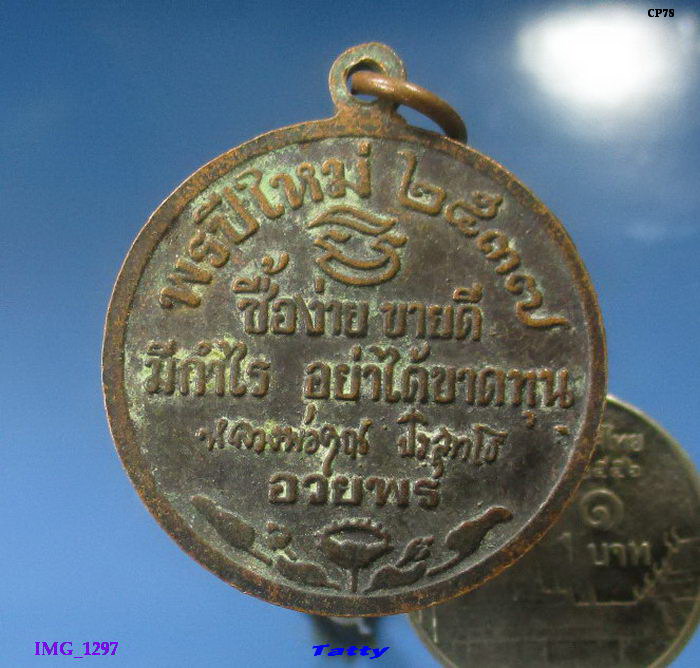 CP78
พรปีใหม่ ๒๕๓๗
ซื้อง่าย ขายดี
มีกำไร อย่าได้ขาดทุน
หลวงพ่อคูณ ปริสุทโธ
อวยพร
๑
1 บาท
IMG_1297
Tatty